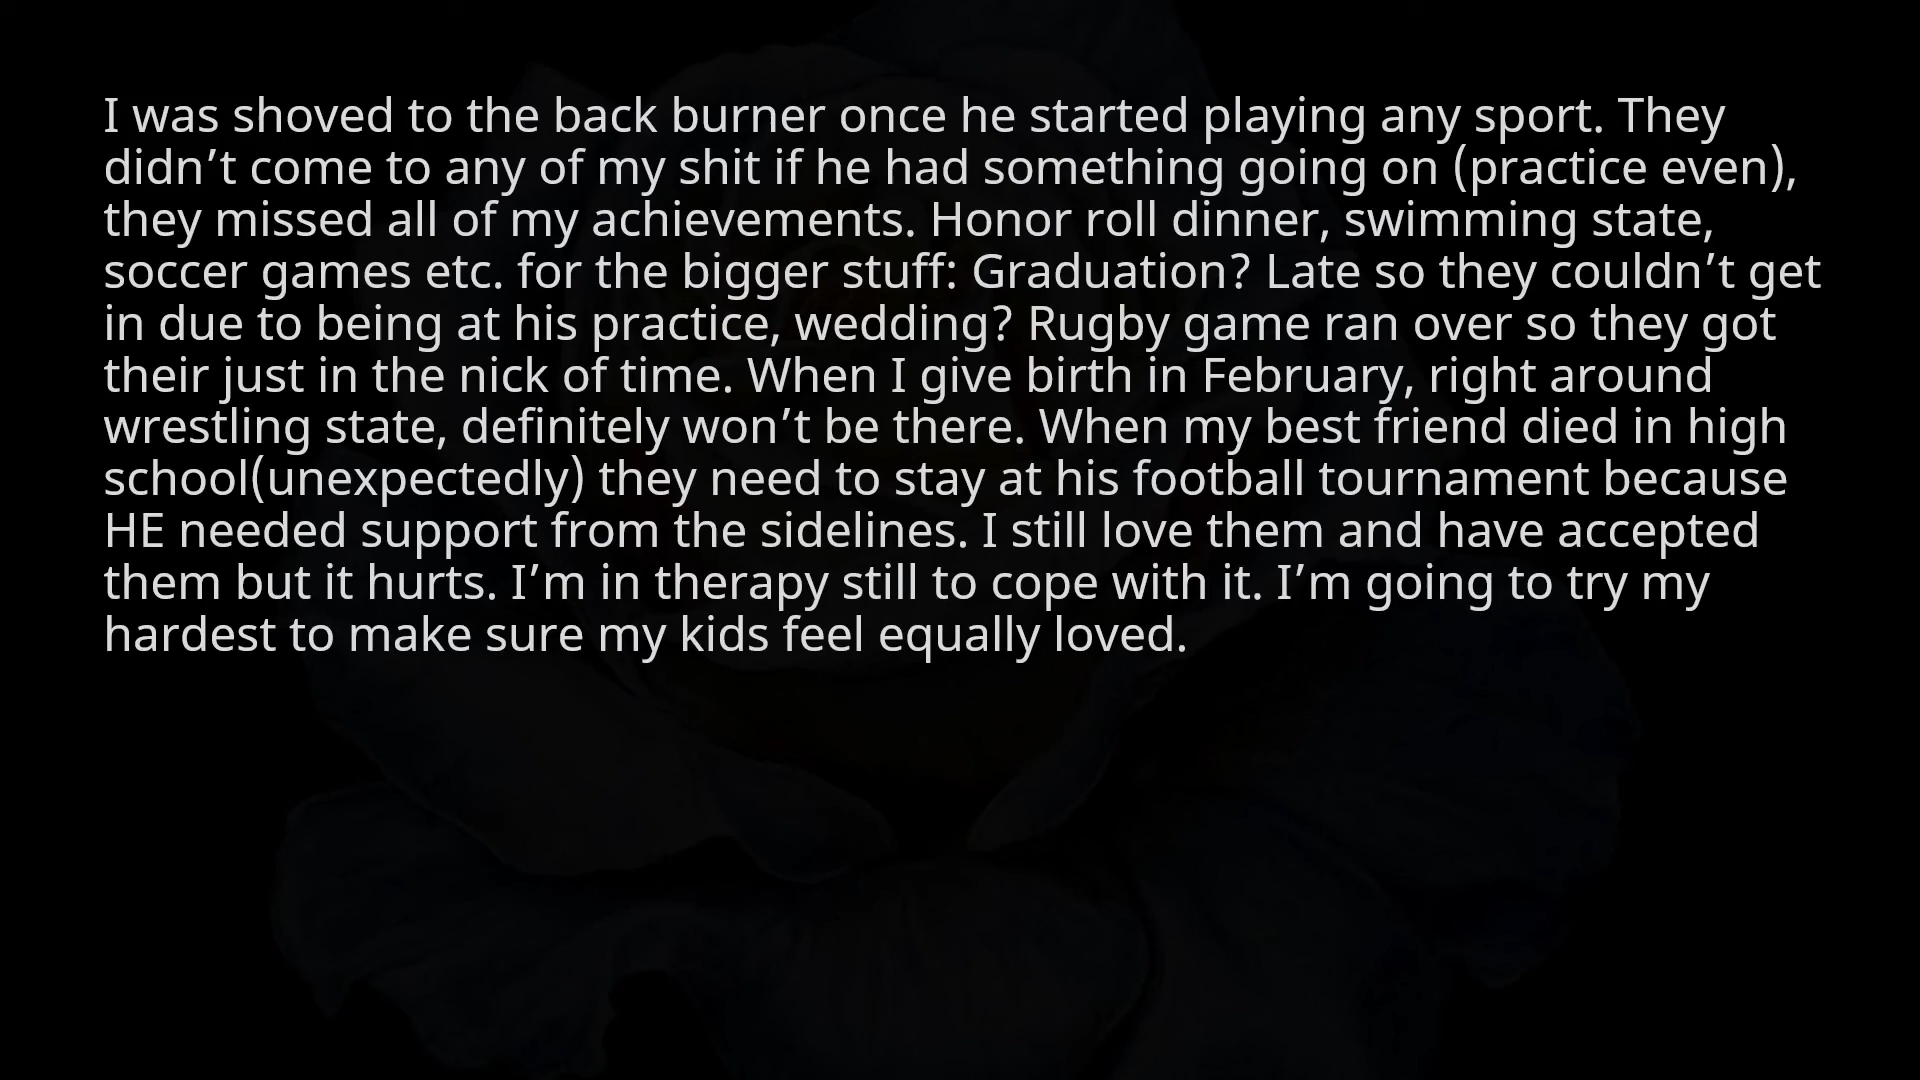 I was shoved to the back burner once he started playing any sport. They
didn’t come to any of my shit if he had something going on (practice even),
they missed all of my achievements. Honor roll dinner, swimming state,
soccer games etc. for the bigger stuff: Graduation? Late so they couldn’t get
in due to being at his practice, wedding? Rugby game ran over so they got
their just in the nick of time. When I give birth in February, right around
wrestling state, definitely won’t be there. When my best friend died in high
school(unexpectedly) they need to stay at his football tournament because
HE needed support from the sidelines. I still love them and have accepted
them but it hurts. I’m in therapy still to cope with it. I’m going to try my
hardest to make sure my kids feel equally loved.